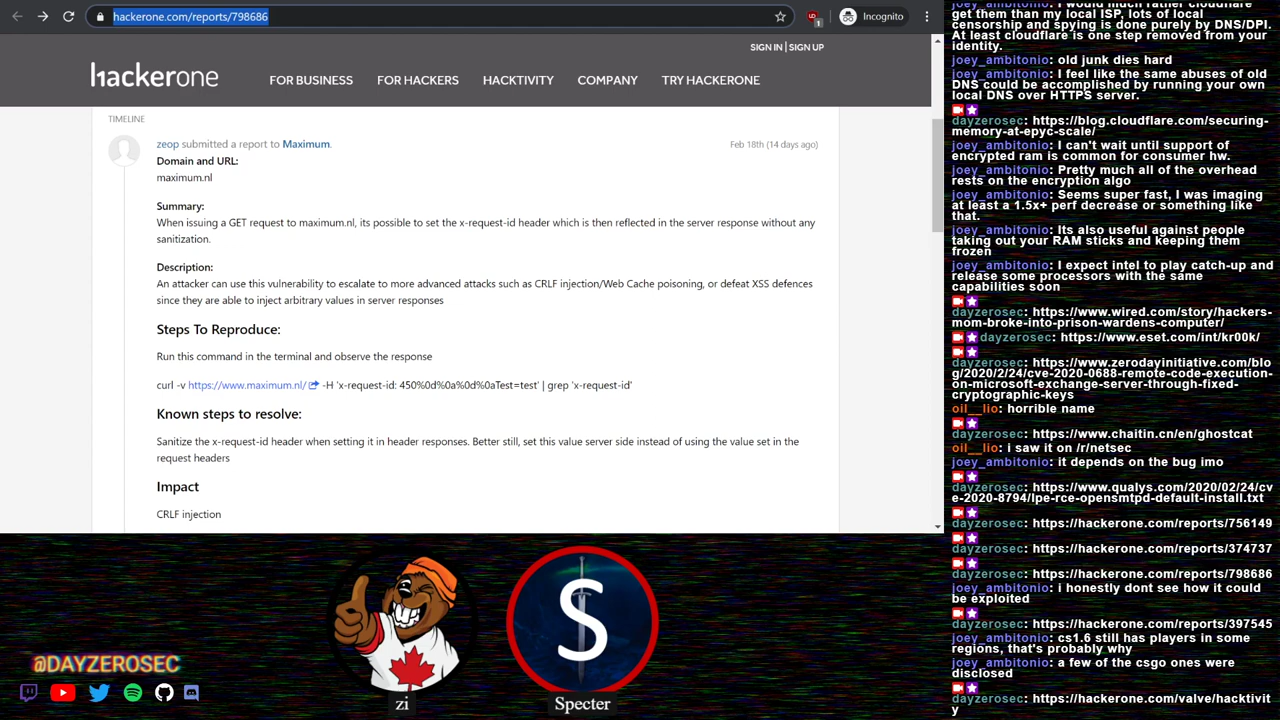 hackerone.com/reports/798686
Incognito
SIGN IN | SIGN UP
hackerone
FOR BUSINESS
FOR HACKERS
HACKTIVITY
COMPANY
TRY HACKERONE
TIMELINE
zeop submitted a report to Maximum.
Feb 18th (14 days ago)
Domain and URL:
maximum.nl
Summary:
When issuing a GET request to maximum.nl, its possible to set the x-request-id header which is then reflected in the server response without any
sanitization.
Description:
An attacker can use this vulnerability to escalate to more advanced attacks such as CRLF injection/Web Cache poisoning, or defeat XSS defences
since they are able to inject arbitrary values in server responses
Steps To Reproduce:
Run this command in the terminal and observe the response
curl -v https://www.maximum.nl/ -H 'x-request-id: 450%0d%0a%0d%0aTest=test' | grep 'x-request-id'
Known steps to resolve:
Sanitize the x-request-id header when setting it in header responses. Better still, set this value server side instead of using the value set in the
request headers
Impact
CRLF injection
@DAYZEROSEC
zi
S
Specter
joey_ambitonio: I would much rather cloudflare
get them than my local ISP, lots of local
censorship and spying is done purely by DNS/DPI.
At least cloudflare is one step removed from your
identity.
joey_ambitonio: old junk dies hard
joey_ambitonio: I feel like the same abuses of old
DNS could be accomplished by running your own
local DNS over HTTPS server.
dayzerosec: https://blog.cloudflare.com/securing-
memory-at-epyc-scale/
joey_ambitonio: I can't wait until support of
encrypted ram is common for consumer hw.
joey_ambitonio: Pretty much all of the overhead
rests on the encryption algo
joey_ambitonio: Seems super fast, I was imaging
at least a 1.5x+ perf decrease or something like
that.
joey_ambitonio: Its also useful against people
taking out your RAM sticks and keeping them
frozen
joey_ambitonio: I expect intel to play catch-up and
release some processors with the same
capabilities soon
dayzerosec: https://www.wired.com/story/hackers-
mom-broke-into-prison-wardens-computer/
dayzerosec: https://www.eset.com/int/kr00k/
dayzerosec: https://www.zerodayinitiative.com/blo
g/2020/2/24/cve-2020-0688-remote-code-execution-
on-microsoft-exchange-server-through-fixed-
cryptographic-keys
oil__lio: horrible name
dayzerosec: https://www.chaitin.cn/en/ghostcat
oil__lio: i saw it on /r/netsec
joey_ambitonio: it depends on the bug imo
dayzerosec: https://www.qualys.com/2020/02/24/cv
e-2020-8794/lpe-rce-opensmtpd-default-install.txt
dayzerosec: https://hackerone.com/reports/756149
dayzerosec: https://hackerone.com/reports/374737
dayzerosec: https://hackerone.com/reports/798686
joey_ambitonio: i honestly dont see how it could
be exploited
dayzerosec: https://hackerone.com/reports/397545
joey_ambitonio: cs1.6 still has players in some
regions, that's probably why
joey_ambitonio: a few of the csgo ones were
disclosed
dayzerosec: https://hackerone.com/valve/hacktivit
y